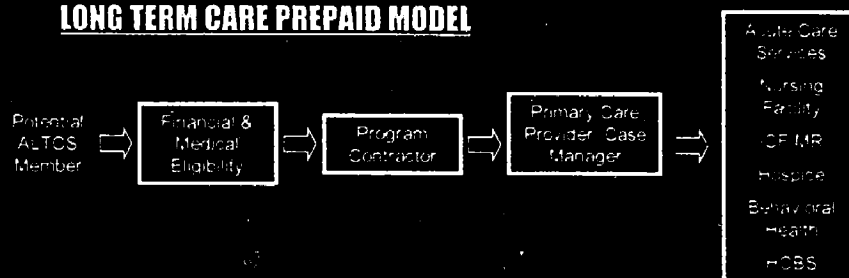 LONG TERM CARE PREPAID MODEL
Potential
ALTCS
Member
Financial &
Medical
Eligibility
Program
Contractor
Primary Care
Provider Case
Manager
Acute Care
Services
Nursing
Facility
ICF MR
Hospice
Behavioral
Health
HCBS